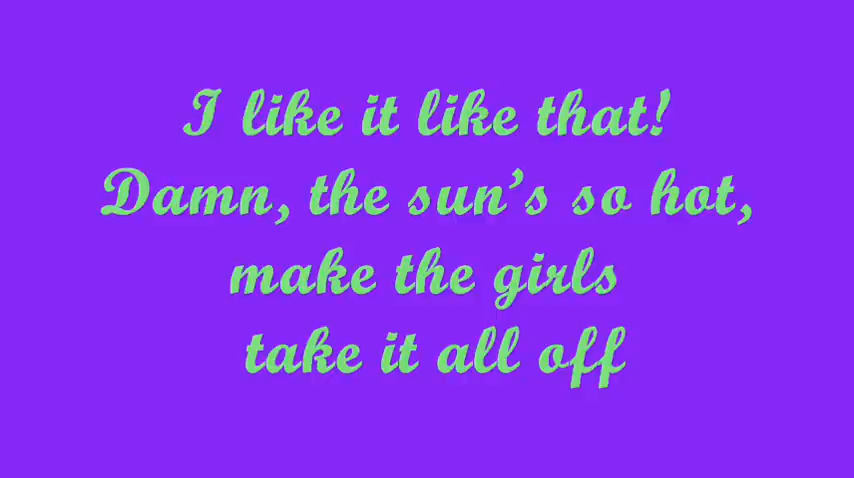 I like it like that!
Damn, the sun’s so hot,
make the girls
take it all off